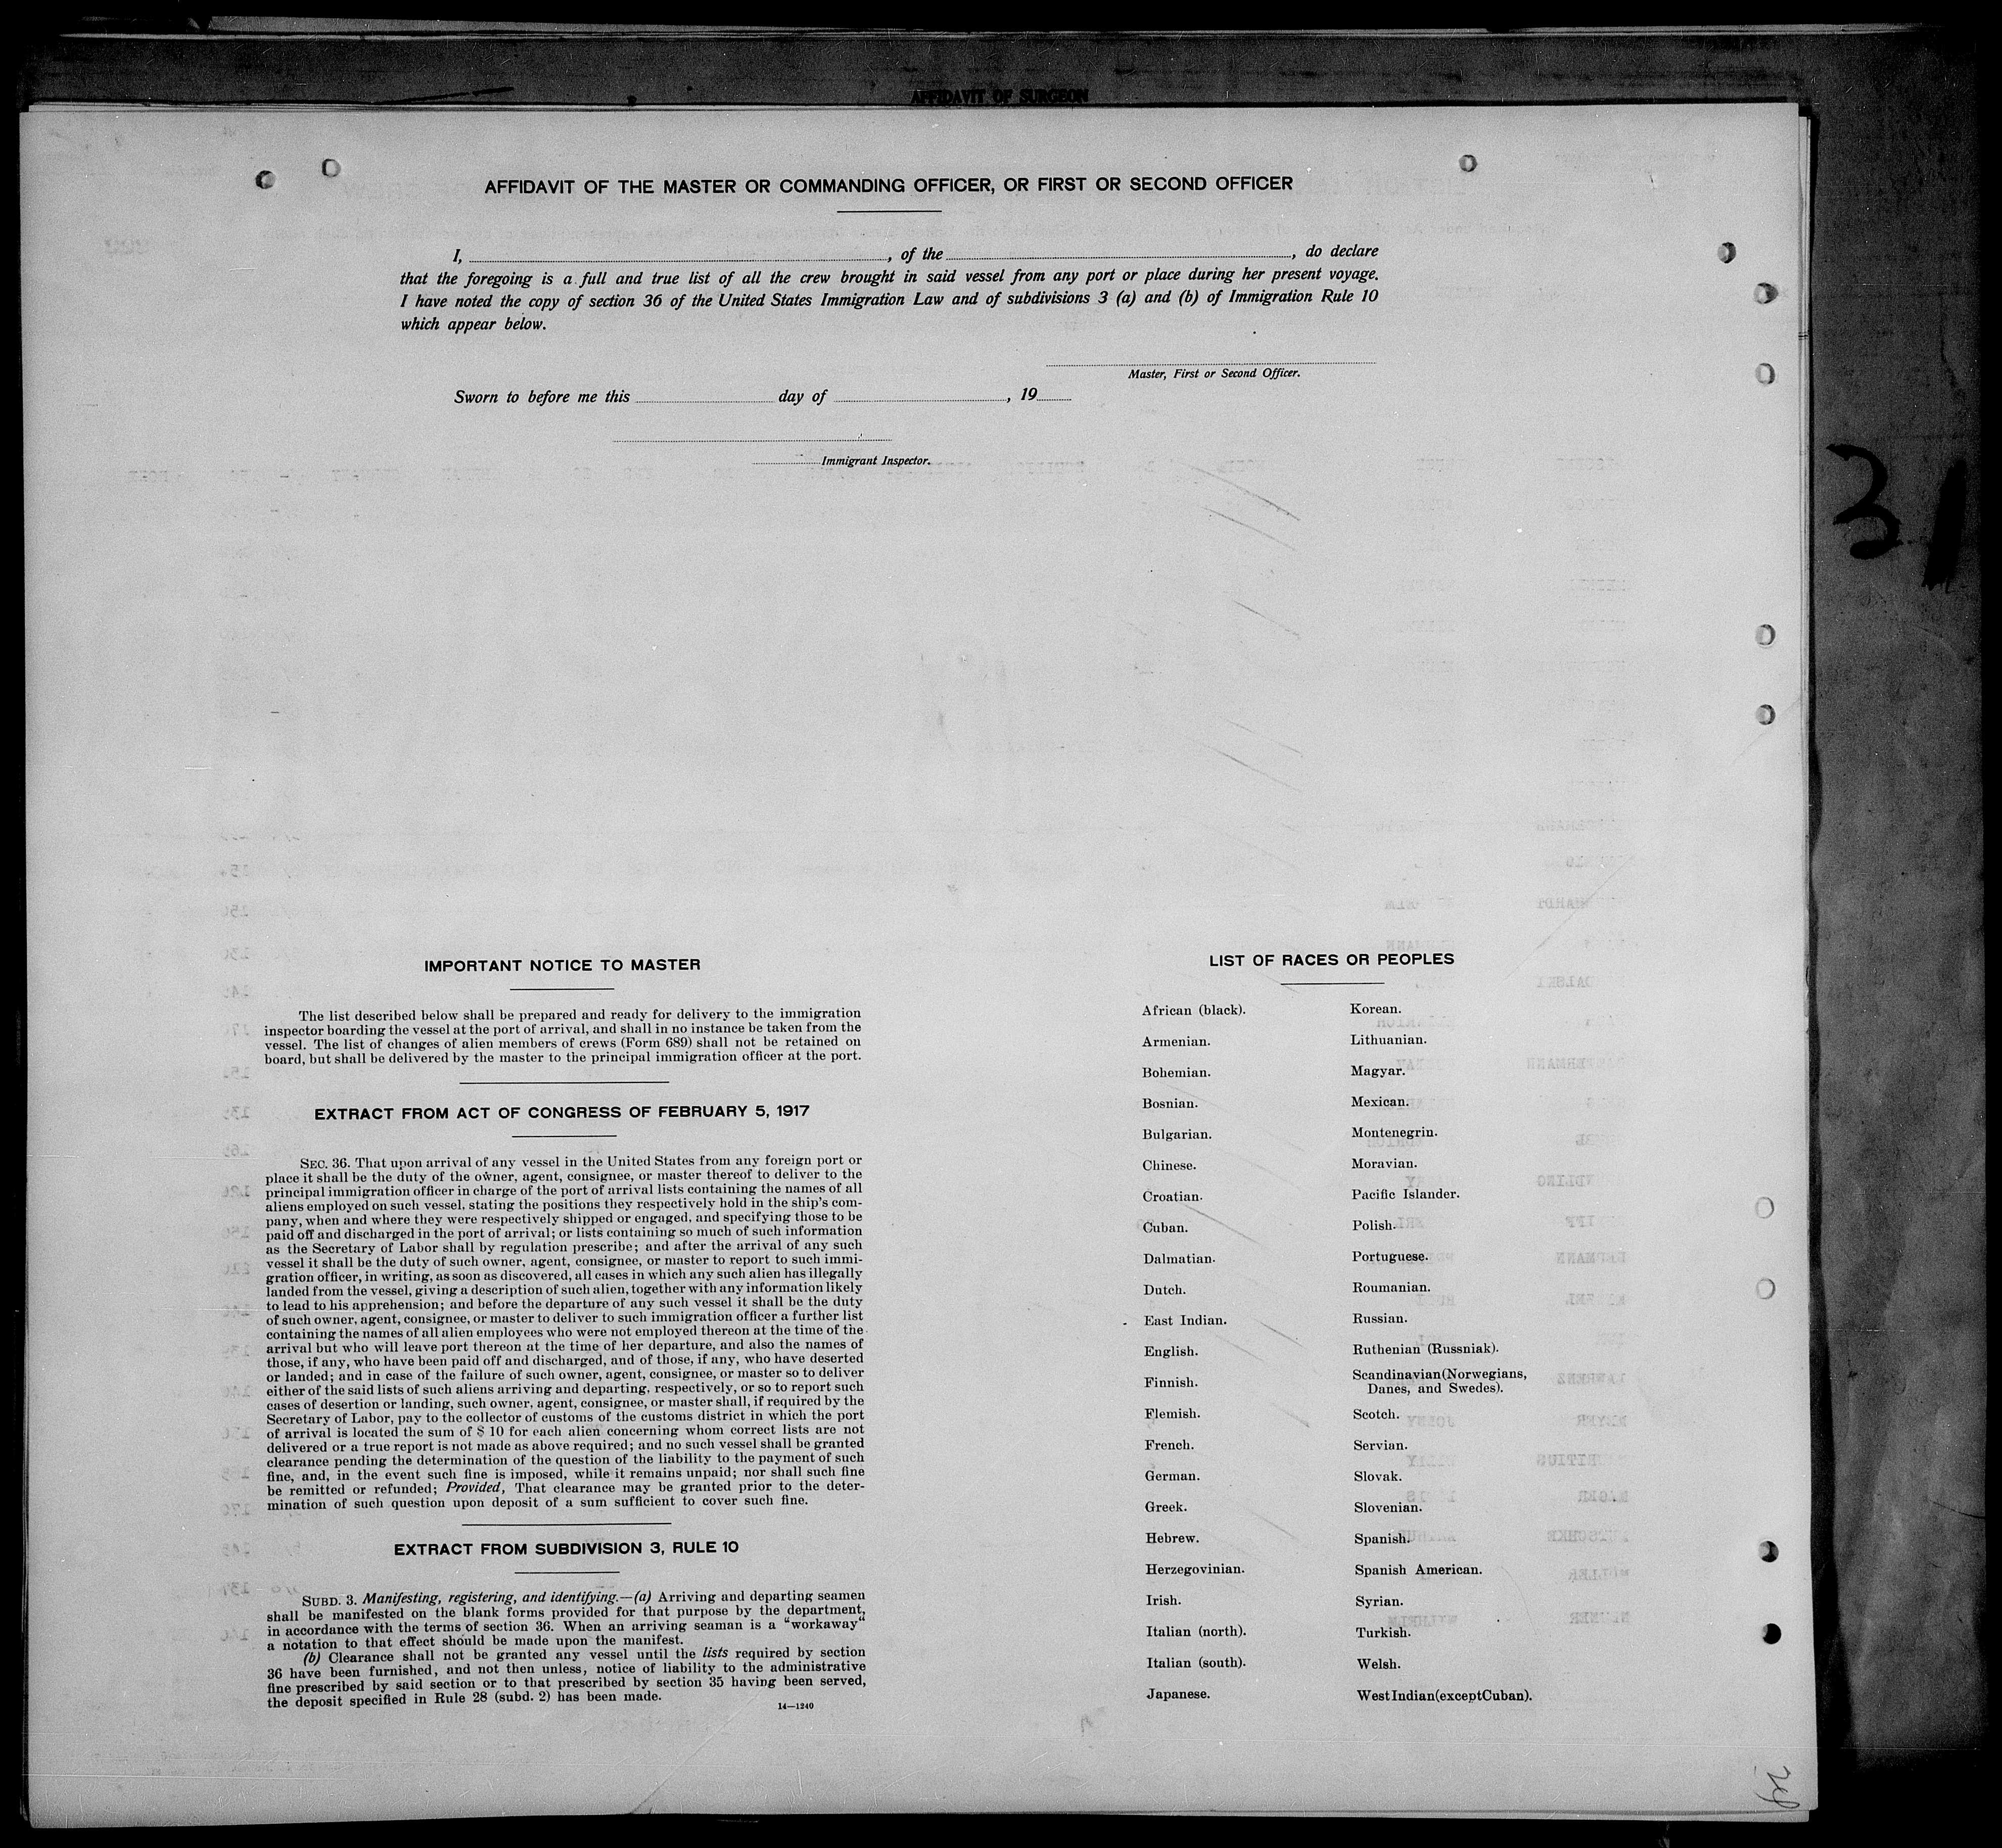 AFFIDAVIT OF SURGEON
AFFIDAVIT OF THE MASTER OR COMMANDING OFFICER, OR FIRST OR SECOND OFFICER
I, , of the , do declare
that the foregoing is a full and true list of all the crew brought in said vessel from any port or place during her present voyage.
I have noted the copy of section 36 of the United States Immigration Law and of subdivisions 3 (a) and (b) of Immigration Rule 10
which appear below.
Master, First or Second Officer.
Sworn to before me this day of , 19
Immigrant Inspector.
31
IMPORTANT NOTICE TO MASTER
The list described below shall be prepared and ready for delivery to the immigration
inspector boarding the vessel at the port of arrival, and shall in no instance be taken from the
vessel. The list of changes of alien members of crews (Form 689) shall not be retained on
board, but shall be delivered by the master to the principal immigration officer at the port.
EXTRACT FROM ACT OF CONGRESS OF FEBRUARY 5, 1917
SEC. 36. That upon arrival of any vessel in the United States from any foreign port or
place it shall be the duty of the owner, agent, consignee, or master thereof to deliver to the
principal immigration officer in charge of the port of arrival lists containing the names of all
aliens employed on such vessel, stating the positions they respectively hold in the ship's com-
pany, when and where they were respectively shipped or engaged, and specifying those to be
paid off and discharged in the port of arrival; or lists containing so much of such information
as the Secretary of Labor shall by regulation prescribe; and after the arrival of any such
vessel it shall be the duty of such owner, agent, consignee, or master to report to such immi-
gration officer, in writing, as soon as discovered, all cases in which any such alien has illegally
landed from the vessel, giving a description of such alien, together with any information likely
to lead to his apprehension; and before the departure of any such vessel it shall be the duty
of such owner, agent, consignee, or master to deliver to such immigration officer a further list
containing the names of all alien employees who were not employed thereon at the time of the
arrival but who will leave port thereon at the time of her departure, and also the names of
those, if any, who have been paid off and discharged, and of those, if any, who have deserted
or landed; and in case of the failure of such owner, agent, consignee, or master so to deliver
either of the said lists of such aliens arriving and departing, respectively, or so to report such
cases of desertion or landing, such owner, agent, consignee, or master shall, if required by the
Secretary of Labor, pay to the collector of customs of the customs district in which the port
of arrival is located the sum of $ 10 for each alien concerning whom correct lists are not
delivered or a true report is not made as above required; and no such vessel shall be granted
clearance pending the determination of the question of the liability to the payment of such
fine, and, in the event such fine is imposed, while it remains unpaid; nor shall such fine
be remitted or refunded; Provided, That clearance may be granted prior to the deter-
mination of such question upon deposit of a sum sufficient to cover such fine.
EXTRACT FROM SUBDIVISION 3, RULE 10
SUBD. 3. Manifesting, registering, and identifying.—(a) Arriving and departing seamen
shall be manifested on the blank forms provided for that purpose by the department,
in accordance with the terms of section 36. When an arriving seaman is a "workaway"
a notation to that effect should be made upon the manifest.
(b) Clearance shall not be granted any vessel until the lists required by section
36 have been furnished, and not then unless, notice of liability to the administrative
fine prescribed by said section or to that prescribed by section 35 having been served,
the deposit specified in Rule 28 (subd. 2) has been made.
14—1240
LIST OF RACES OR PEOPLES
African (black).
Armenian.
Bohemian.
Bosnian.
Bulgarian.
Chinese.
Croatian.
Cuban.
Dalmatian.
Dutch.
East Indian.
English.
Finnish.
Flemish.
French.
German.
Greek.
Hebrew.
Herzegovinian.
Irish.
Italian (north).
Italian (south).
Japanese.
Korean.
Lithuanian.
Magyar.
Mexican.
Montenegrin.
Moravian.
Pacific Islander.
Polish.
Portuguese.
Roumanian.
Russian.
Ruthenian (Russniak).
Scandinavian (Norwegians,
Danes, and Swedes).
Scotch.
Servian.
Slovak.
Slovenian.
Spanish.
Spanish American.
Syrian.
Turkish.
Welsh.
West Indian (except Cuban).